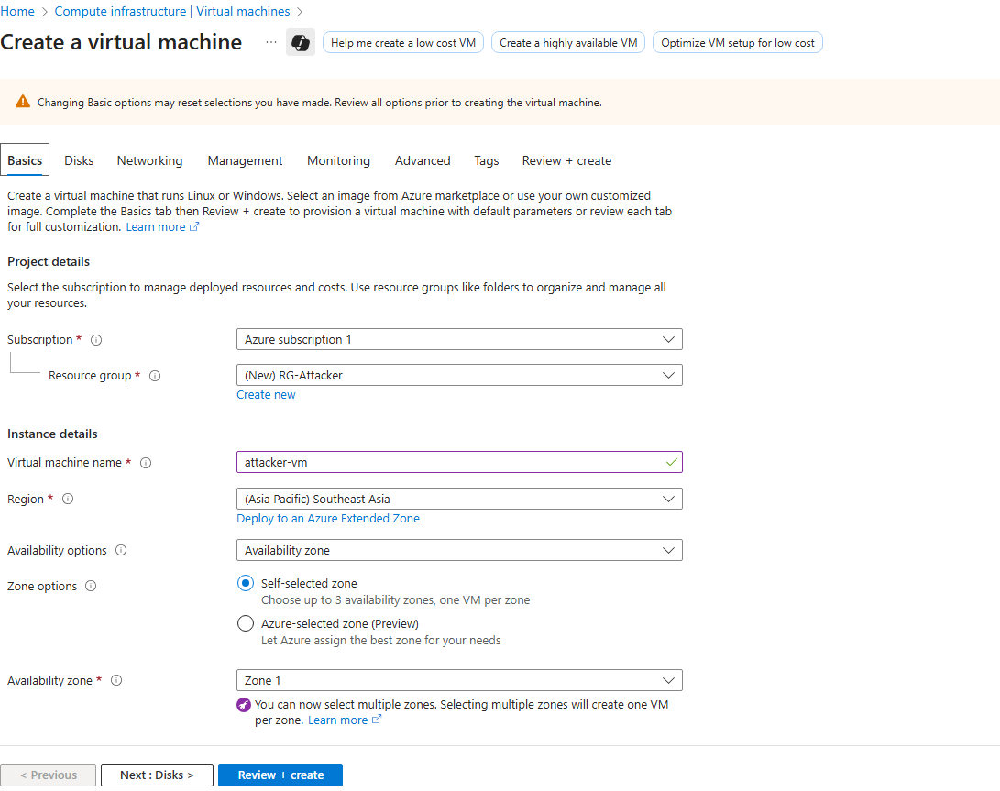 Home > Compute infrastructure | Virtual machines >
Create a virtual machine ... Help me create a low cost VM Create a highly available VM Optimize VM setup for low cost
Changing Basic options may reset selections you have made. Review all options prior to creating the virtual machine.
Basics Disks Networking Management Monitoring Advanced Tags Review + create
Create a virtual machine that runs Linux or Windows. Select an image from Azure marketplace or use your own customized
image. Complete the Basics tab then Review + create to provision a virtual machine with default parameters or review each tab
for full customization. Learn more
Project details
Select the subscription to manage deployed resources and costs. Use resource groups like folders to organize and manage all
your resources.
Subscription * Azure subscription 1
Resource group * (New) RG-Attacker
Create new
Instance details
Virtual machine name * attacker-vm
Region * (Asia Pacific) Southeast Asia
Deploy to an Azure Extended Zone
Availability options Availability zone
Zone options Self-selected zone
Choose up to 3 availability zones, one VM per zone
Azure-selected zone (Preview)
Let Azure assign the best zone for your needs
Availability zone * Zone 1
You can now select multiple zones. Selecting multiple zones will create one VM
per zone. Learn more
< Previous Next : Disks > Review + create